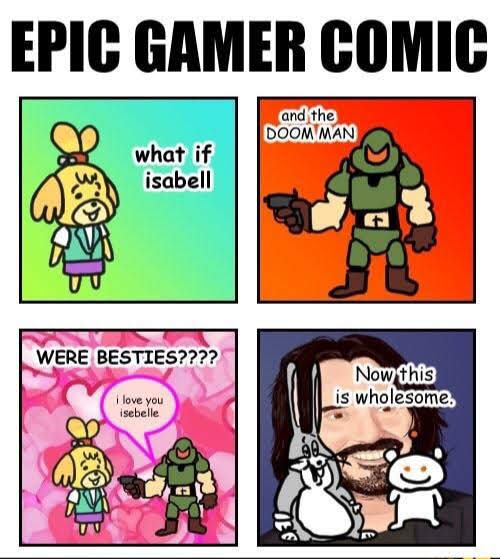 EPIC GAMER COMIC
what if
isabell
and the
DOOM MAN
WERE BESTIES????
i love you
isebelle
Now this
is wholesome.